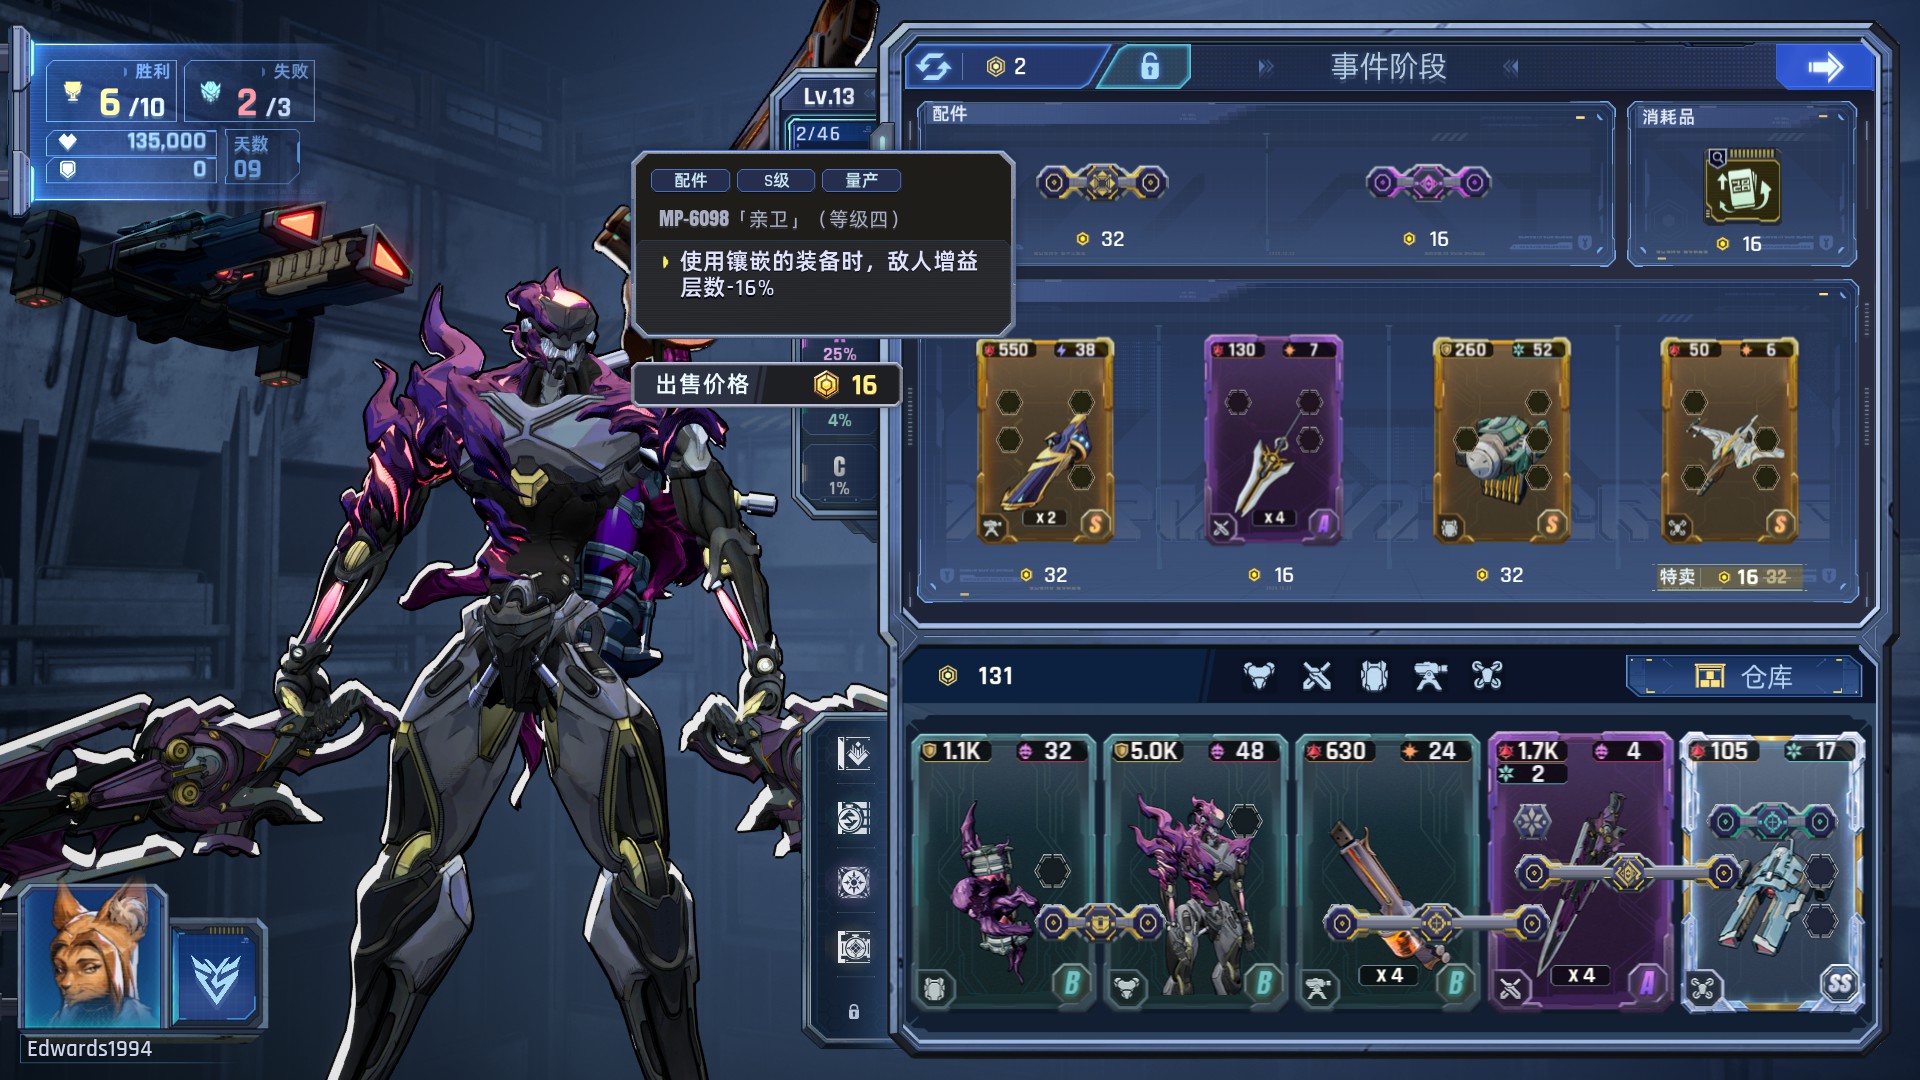 胜利
6/10
失败
2/3
135,000
0
天数
09
Lv.13
2/46
25%
4%
C
1%
配件
S级
量产
MP-6098「亲卫」（等级四）
使用镶嵌的装备时，敌人增益
层数-16%
出售价格
16
2
事件阶段
配件
32
16
消耗品
16
550
38
x2
S
32
130
7
x4
A
16
260
52
S
32
50
6
S
特卖
16 32
131
仓库
1.1K
32
B
5.0K
48
B
630
24
x4
B
1.7K
4
2
x4
A
105
17
SS
Edwards1994